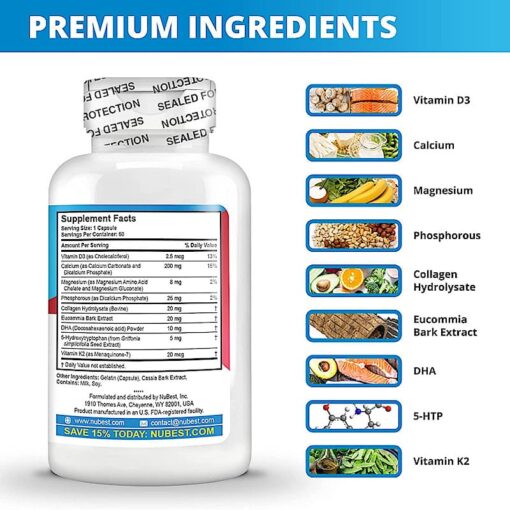 PREMIUM INGREDIENTS
SEALED FO
PROTECTION
SEALED FO
Supplement Facts
Serving Size: 1 Capsule
Servings Per Container: 60
Amount Per Serving % Daily Value
Vitamin D3 (as Cholecalciferol) 2.5 mcg 13%
Calcium (as Calcium Carbonate and 200 mg 15%
Dicalcium Phosphate)
Magnesium (as Magnesium Amino Acid 8 mg 2%
Chelate and Magnesium Gluconate)
Phosphorous (as Dicalcium Phosphate) 25 mg 2%
Collagen Hydrolysate (Bovine) 20 mg †
Eucommia Bark Extract 20 mg †
DHA (Docosahexaenoic acid) Powder 10 mg †
5-Hydroxytryptophan (from Griffonia 5 mg †
simplicifolia Seed Extract)
Vitamin K2 (as Menaquinone-7) 20 mcg †
† Daily Value not established.
Other Ingredients: Gelatin (Capsule), Cassia Bark Extract.
Contains: Milk, Soy.
*****
Formulated and distributed by NuBest, Inc.
1910 Thomes Ave, Cheyenne, WY 82001, USA
Product manufactured in an U.S. FDA-registered facility.
www.nubest.com contact@nubest.com
SAVE 15% TODAY: NUBEST.COM
Vitamin D3
Calcium
Magnesium
Phosphorous
Collagen
Hydrolysate
Eucommia
Bark Extract
DHA
5-HTP
Vitamin K2